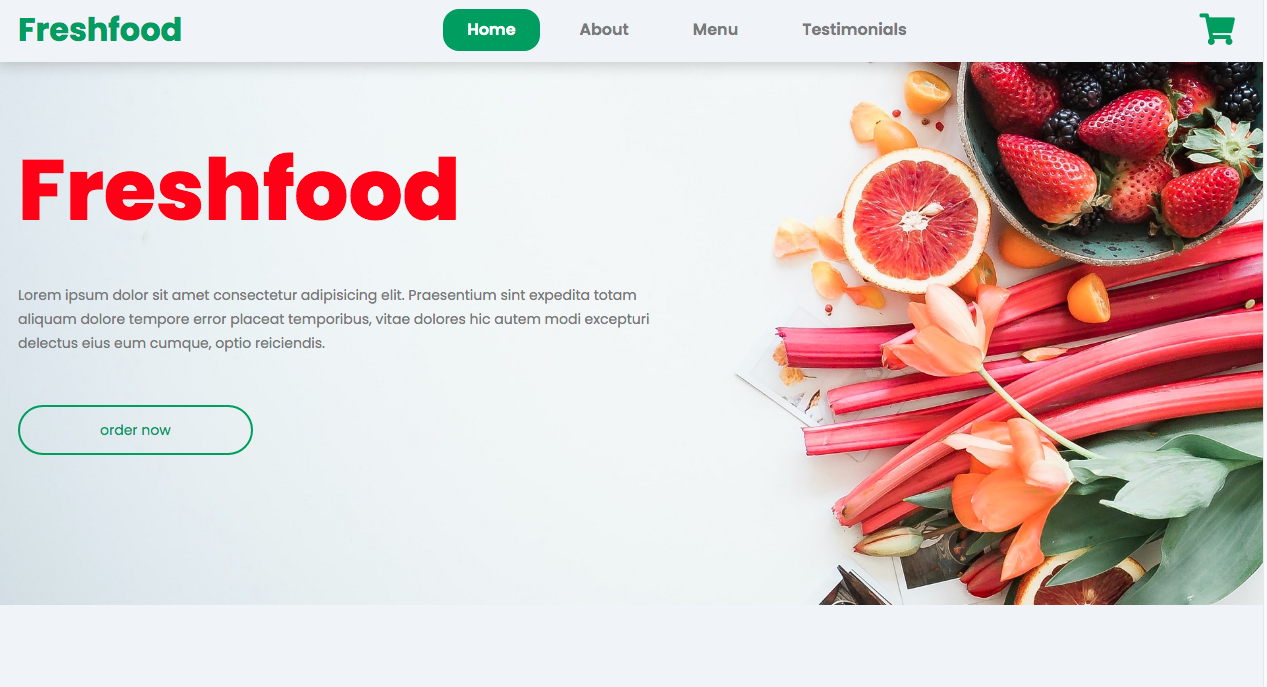 Freshfood
Home About Menu Testimonials
Freshfood
Lorem ipsum dolor sit amet consectetur adipisicing elit. Praesentium sint expedita totam
aliquam dolore tempore error placeat temporibus, vitae dolores hic autem modi excepturi
delectus eius eum cumque, optio reiciendis.
order now